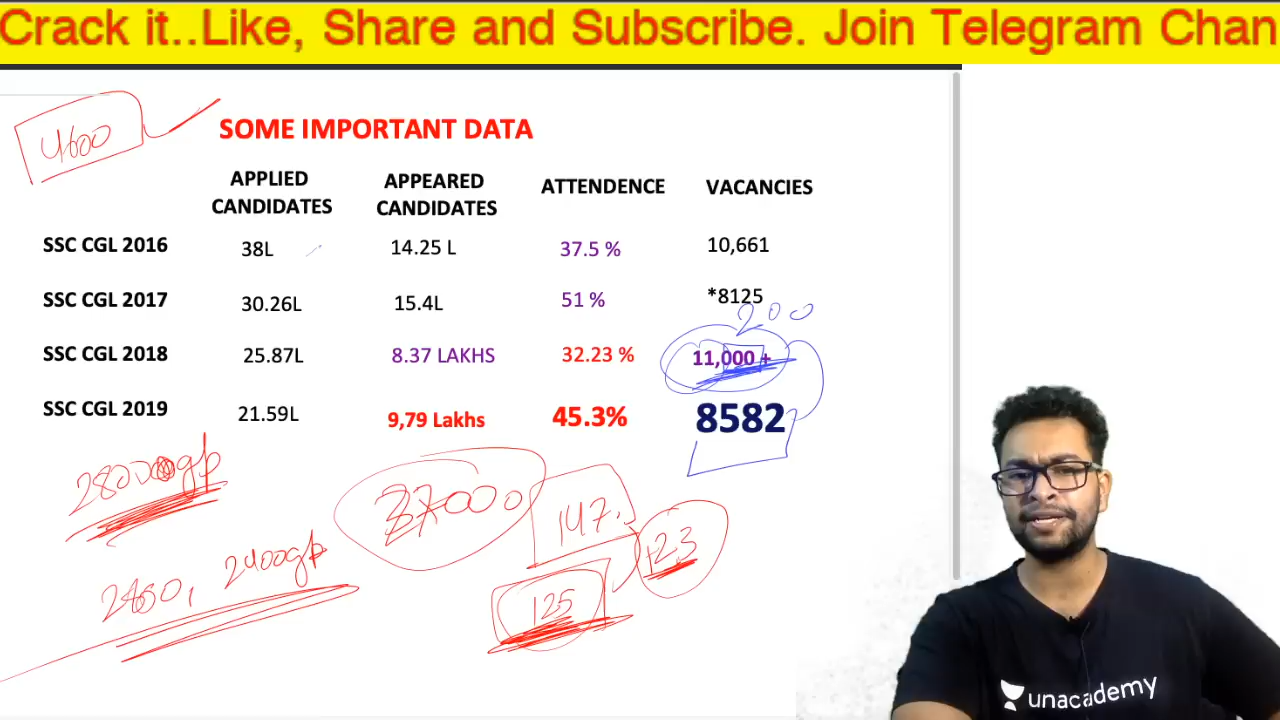 Crack it..Like, Share and Subscribe. Join Telegram Chan
4600
SOME IMPORTANT DATA
APPLIED CANDIDATES APPEARED CANDIDATES ATTENDENCE VACANCIES
SSC CGL 2016 38L 14.25 L 37.5 % 10,661
SSC CGL 2017 30.26L 15.4L 51 % *8125
200
SSC CGL 2018 25.87L 8.37 LAKHS 32.23 % 11,000 +
SSC CGL 2019 21.59L 9,79 Lakhs 45.3% 8582
37000
147.
123
2400gp
125
unacademy